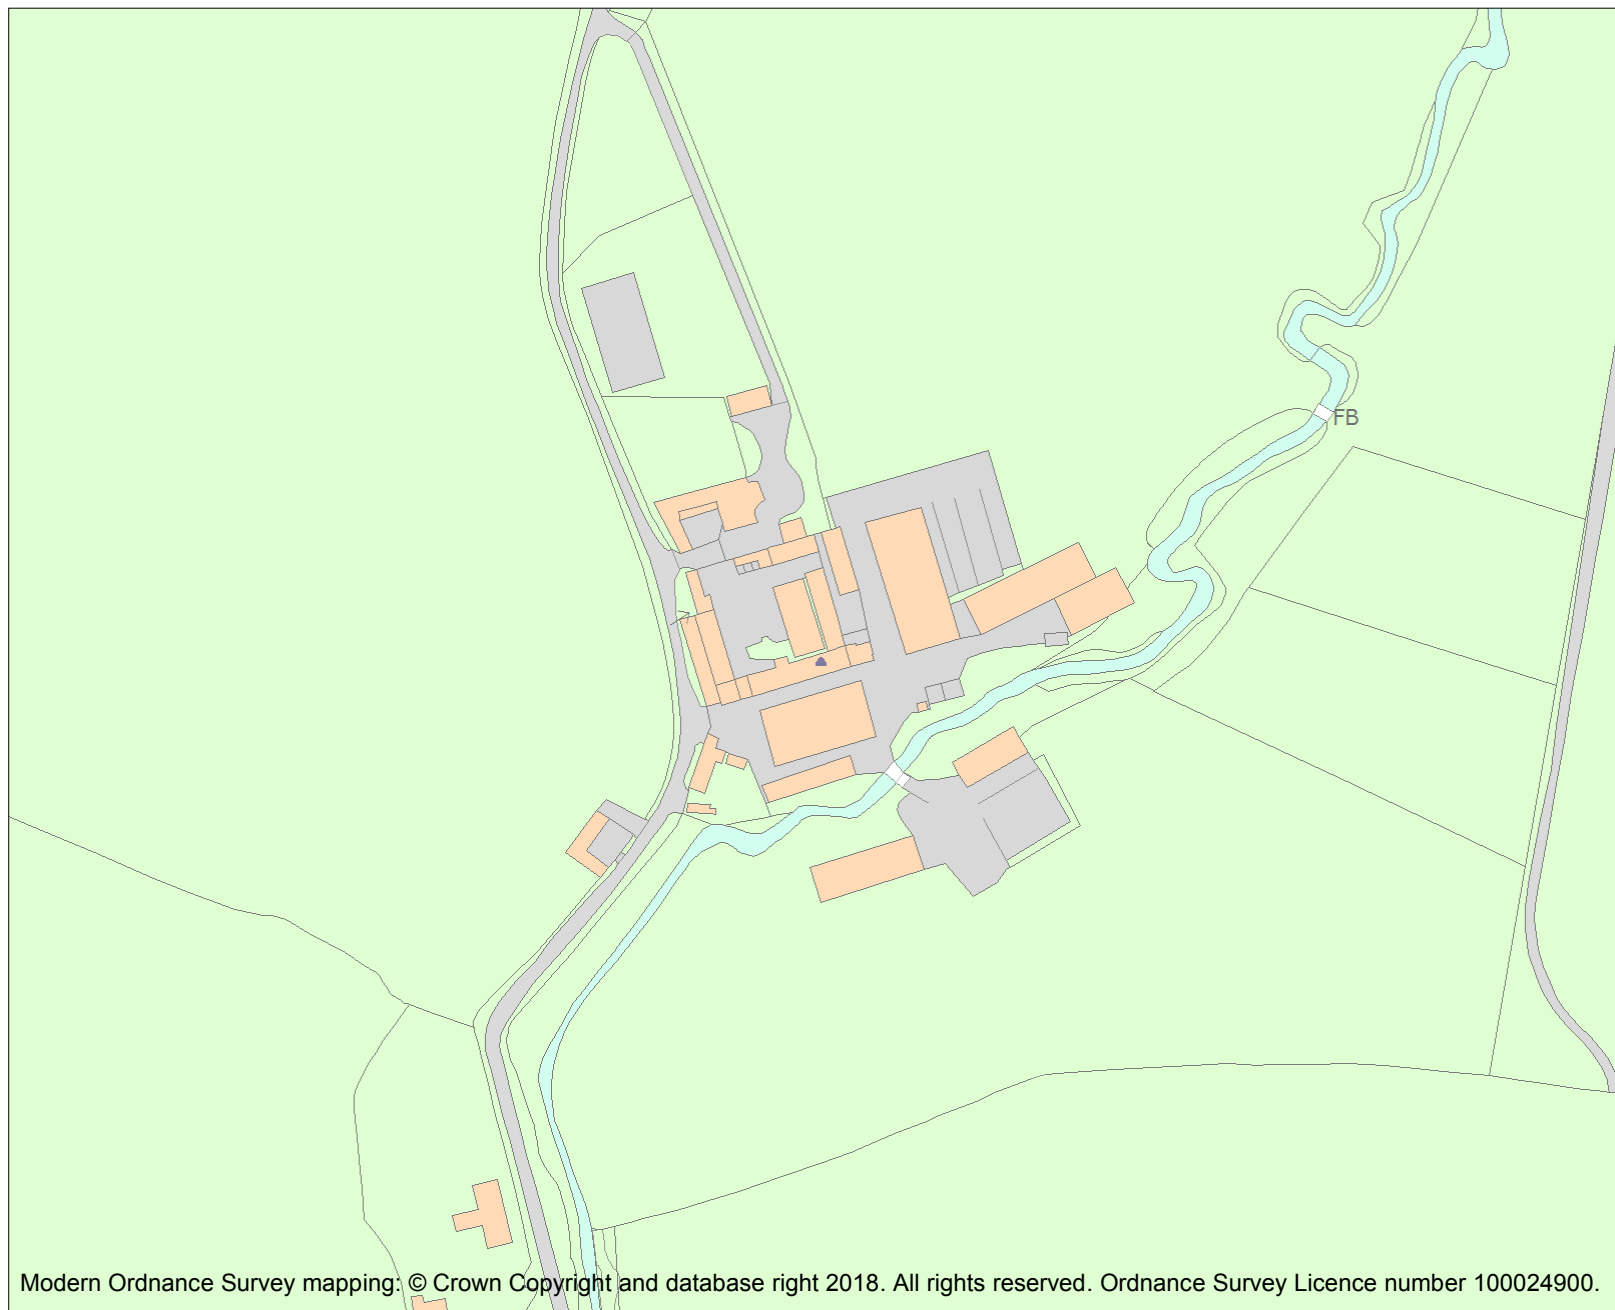 FB
Modern Ordnance Survey mapping: © Crown Copyright and database right 2018. All rights reserved. Ordnance Survey Licence number 100024900.